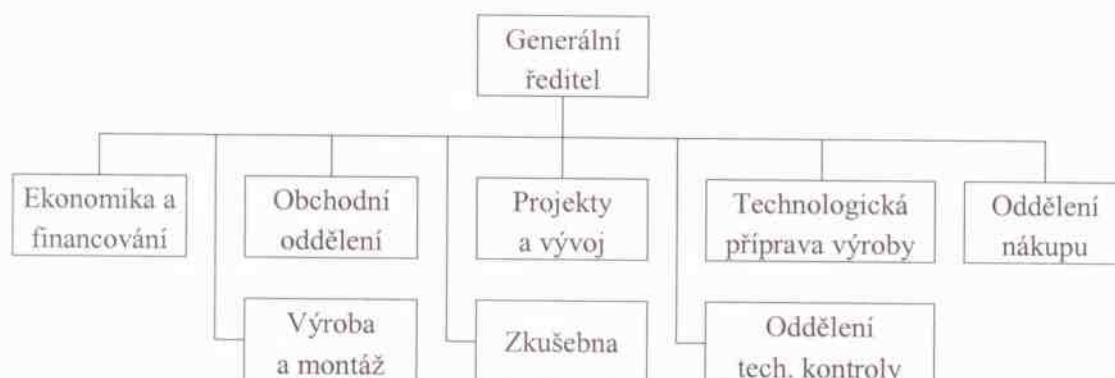 Generální
ředitel
Ekonomika a
financování
Obchodní
oddělení
Projekty
a vývoj
Technologická
příprava výroby
Oddělení
nákupu
Výroba
a montáž
Zkušebna
Oddělení
tech. kontroly